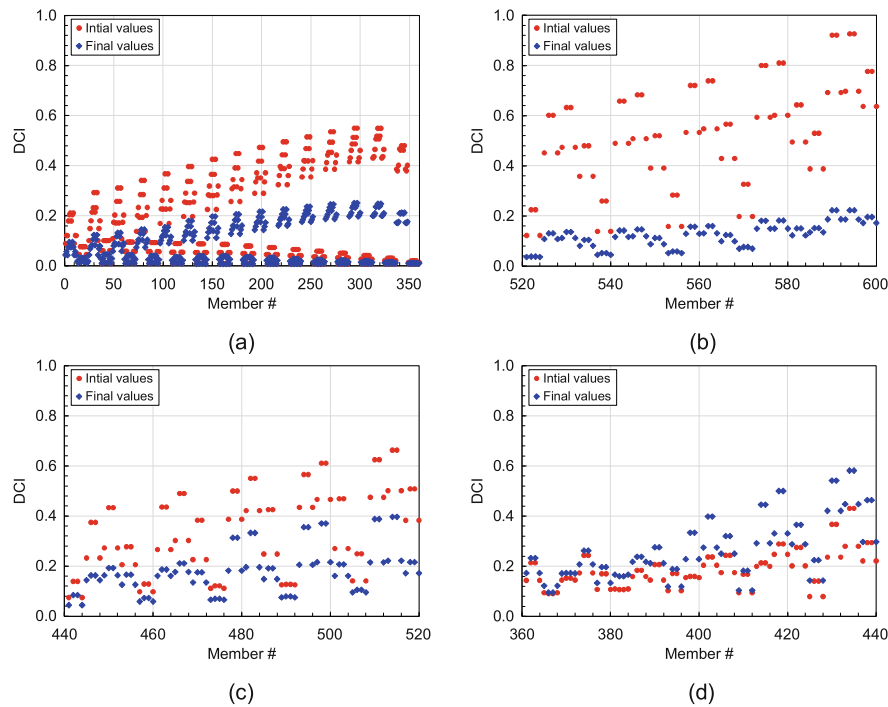 1.0
0.8
0.6
0.4
0.2
0.0
DCI
Intial values
Final values
0 50 100 150 200 250 300 350
Member #
(a)
1.0
0.8
0.6
0.4
0.2
0.0
DCI
Intial values
Final values
520 540 560 580 600
Member #
(b)
1.0
0.8
0.6
0.4
0.2
0.0
DCI
Intial values
Final values
440 460 480 500 520
Member #
(c)
1.0
0.8
0.6
0.4
0.2
0.0
DCI
Intial values
Final values
360 380 400 420 440
Member #
(d)